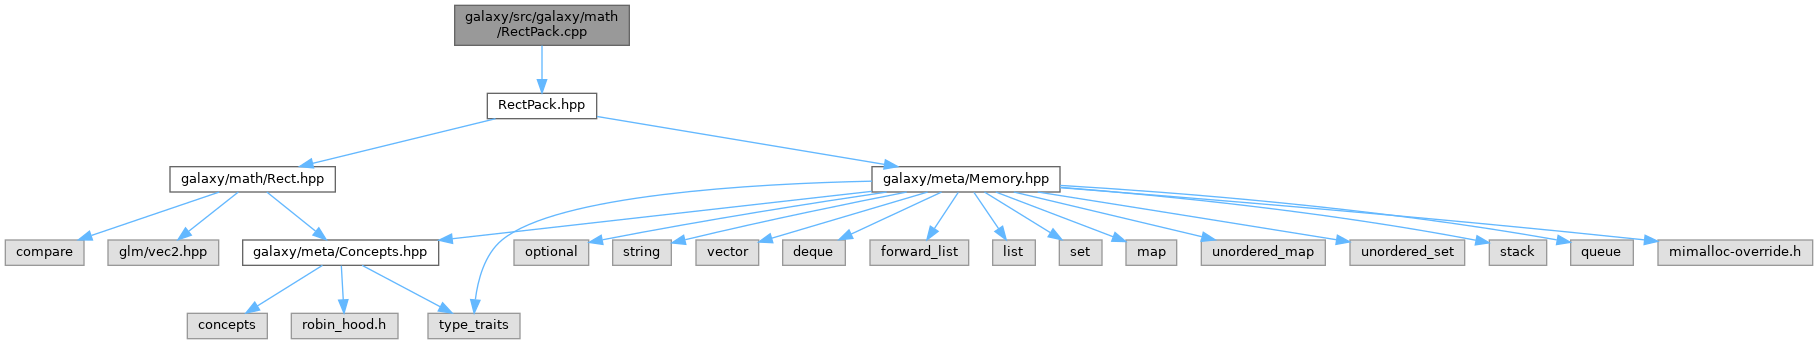 galaxy/src/galaxy/math
/RectPack.cpp
RectPack.hpp
galaxy/math/Rect.hpp
galaxy/meta/Memory.hpp
compare
glm/vec2.hpp
galaxy/meta/Concepts.hpp
optional
string
vector
deque
forward_list
list
set
map
unordered_map
unordered_set
stack
queue
mimalloc-override.h
concepts
robin_hood.h
type_traits